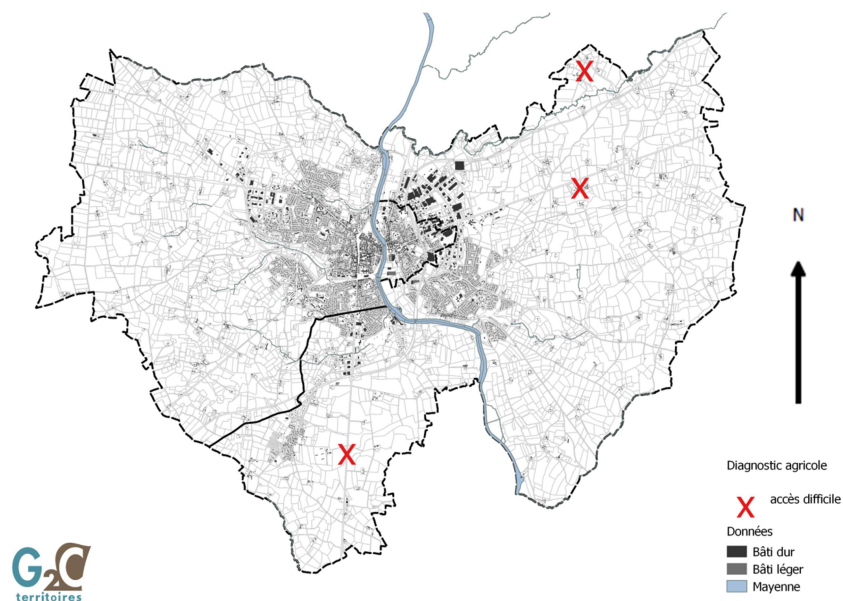 N
Diagnostic agricole
X accès difficile
Données
Bâti dur
Bâti léger
Mayenne
G2C
territoires